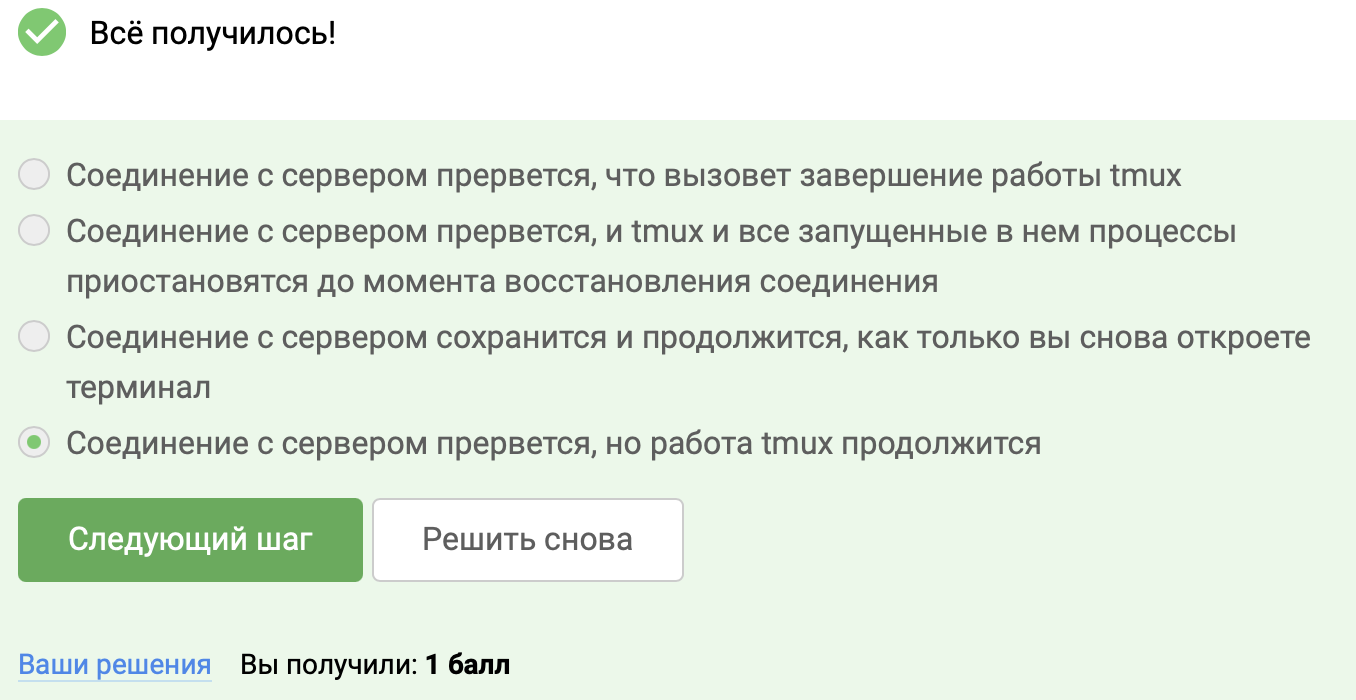 Всё получилось!
Соединение с сервером прервется, что вызовет завершение работы tmux
Соединение с сервером прервется, и tmux и все запущенные в нем процессы
приостановятся до момента восстановления соединения
Соединение с сервером сохранится и продолжится, как только вы снова откроете
терминал
Соединение с сервером прервется, но работа tmux продолжится
Следующий шаг
Решить снова
Ваши решения
Вы получили: 1 балл